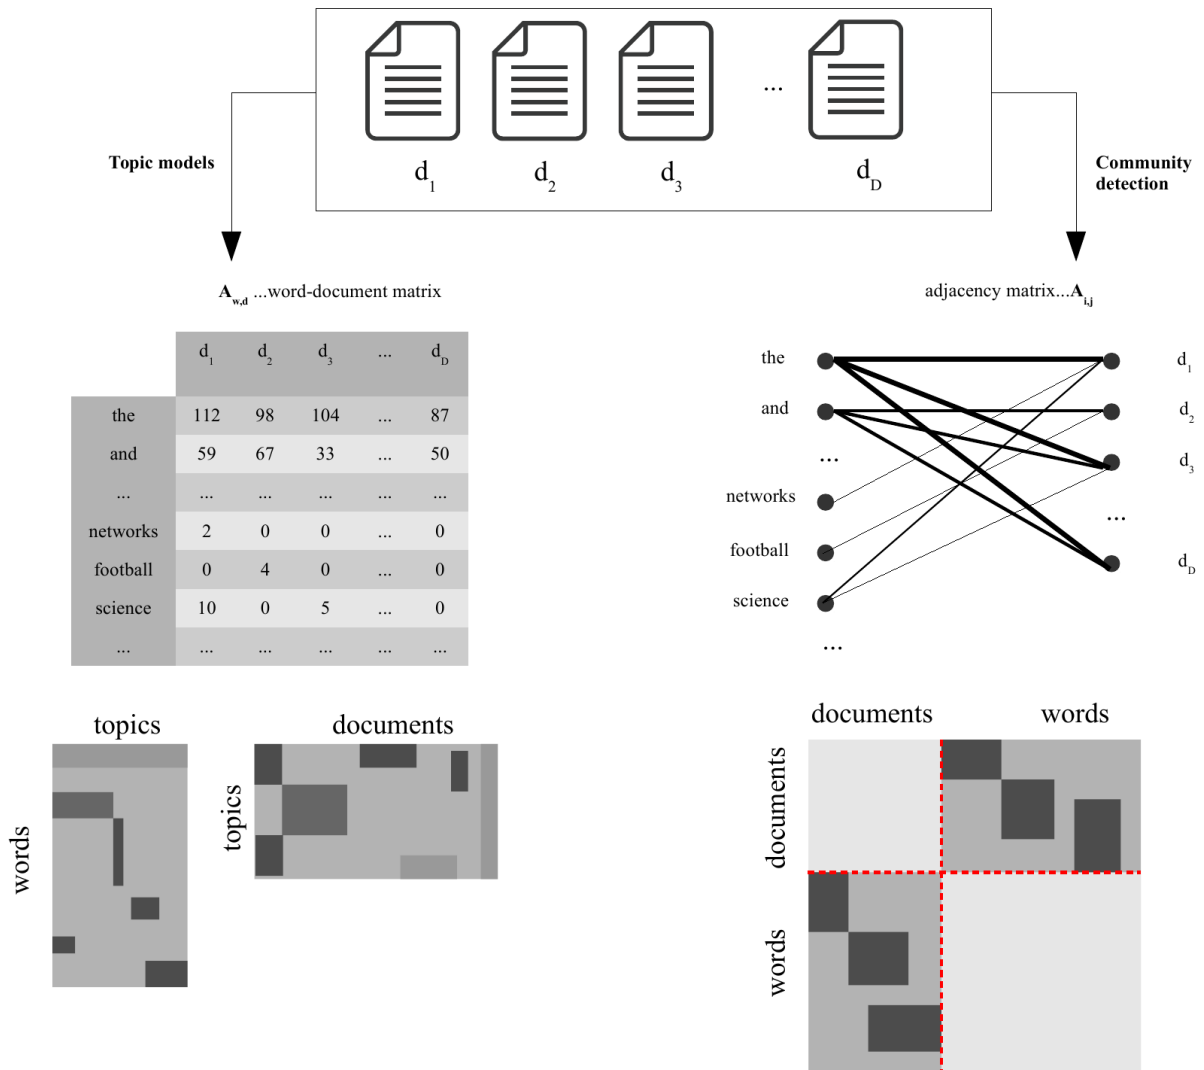 ...
d1 d2 d3 dD
Topic models
Community
detection
Aw,d ...word-document matrix
adjacency matrix...Ai,j
d1 d2 d3 ... dD
the 112 98 104 ... 87
and 59 67 33 ... 50
... ... ... ... ...
networks 2 0 0 ... 0
football 0 4 0 ... 0
science 10 0 5 ... 0
... ... ... ... ... ...
the
and
...
networks
football
science
...
d1
d2
d3
...
dD
topics
words
documents
topics
documents words
documents
words